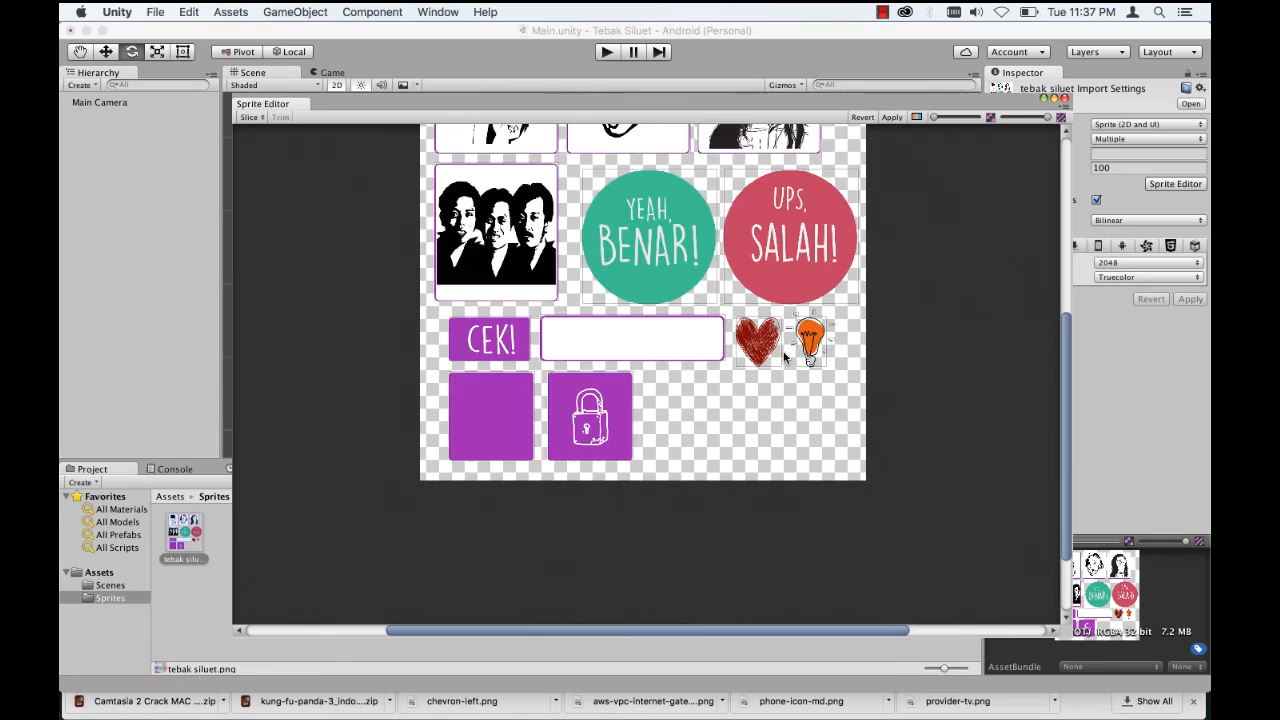 Unity File Edit Assets GameObject Component Window Help Tue 11:37 PM
Main.unity - Tebak Siluet - Android (Personal)
Pivot Local Account Layers Layout
Hierarchy Scene Game Inspector
Create All Shaded 2D Gizmos All
tebak siluet Import Settings
Open
Main Camera
Sprite Editor
Slice Trim Revert Apply
Sprite (2D and UI)
Multiple
100
Sprite Editor
Bilinear
2048
Truecolor
Revert Apply
YEAH,
BENAR!
UPS,
SALAH!
CEK!
Project Console
Create
Favorites
All Materials
All Models
All Prefabs
All Scripts
Assets
Scenes
Sprites
Assets Sprites
tebak silu...
tebak siluet.png
BENAR!
SALAH!
RGBA 32 bit 7.2 MB
AssetBundle None None
Camtasia 2 Crack MAC ....zip kung-fu-panda-3_indo....zip chevron-left.png aws-vpc-internet-gate....png phone-icon-md.png provider-tv.png Show All